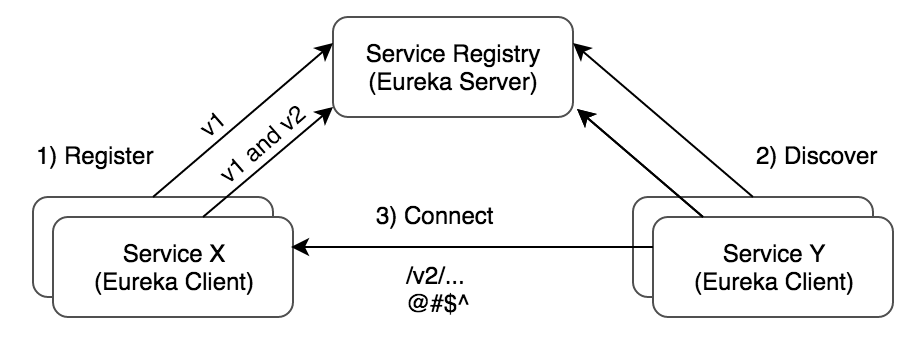 Service Registry
(Eureka Server)
v1
v1 and v2
1) Register
2) Discover
3) Connect
Service X
(Eureka Client)
/v2/...
@#$^
Service Y
(Eureka Client)